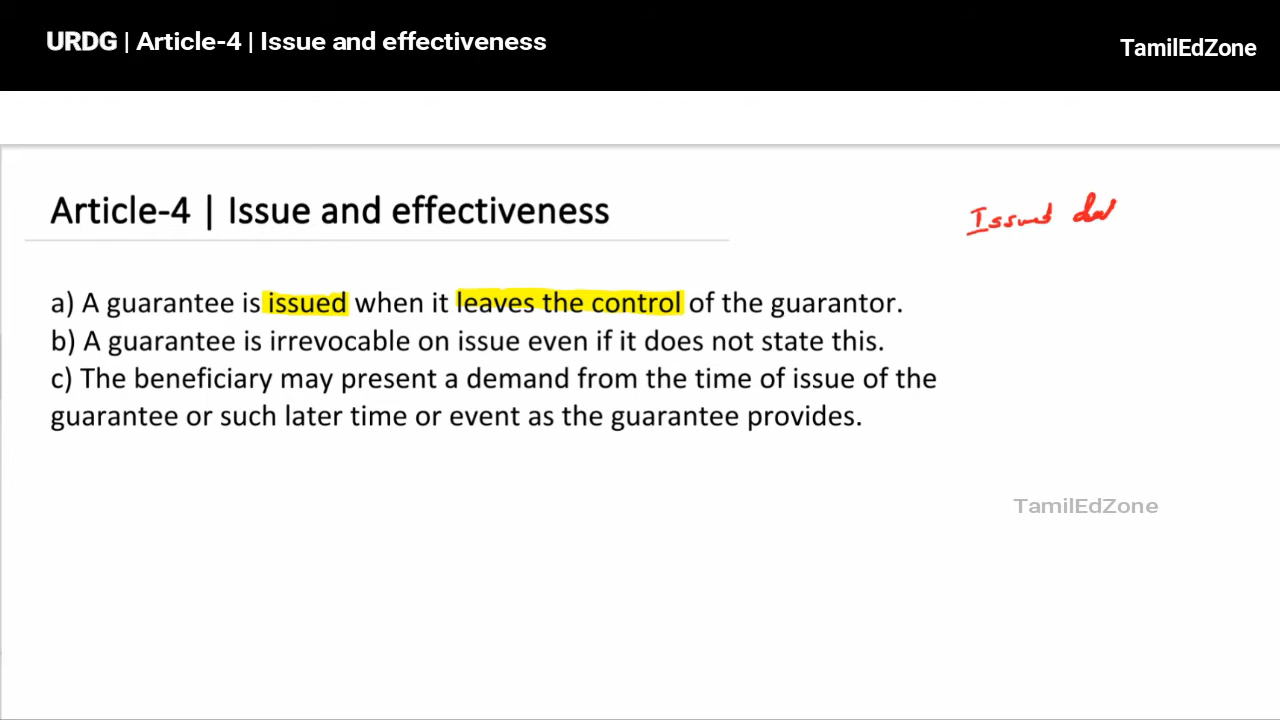 URDG | Article-4 | Issue and effectiveness
TamilEdZone
Article-4 | Issue and effectiveness
Issued
a) A guarantee is issued when it leaves the control of the guarantor.
b) A guarantee is irrevocable on issue even if it does not state this.
c) The beneficiary may present a demand from the time of issue of the
guarantee or such later time or event as the guarantee provides.
TamilEdZone